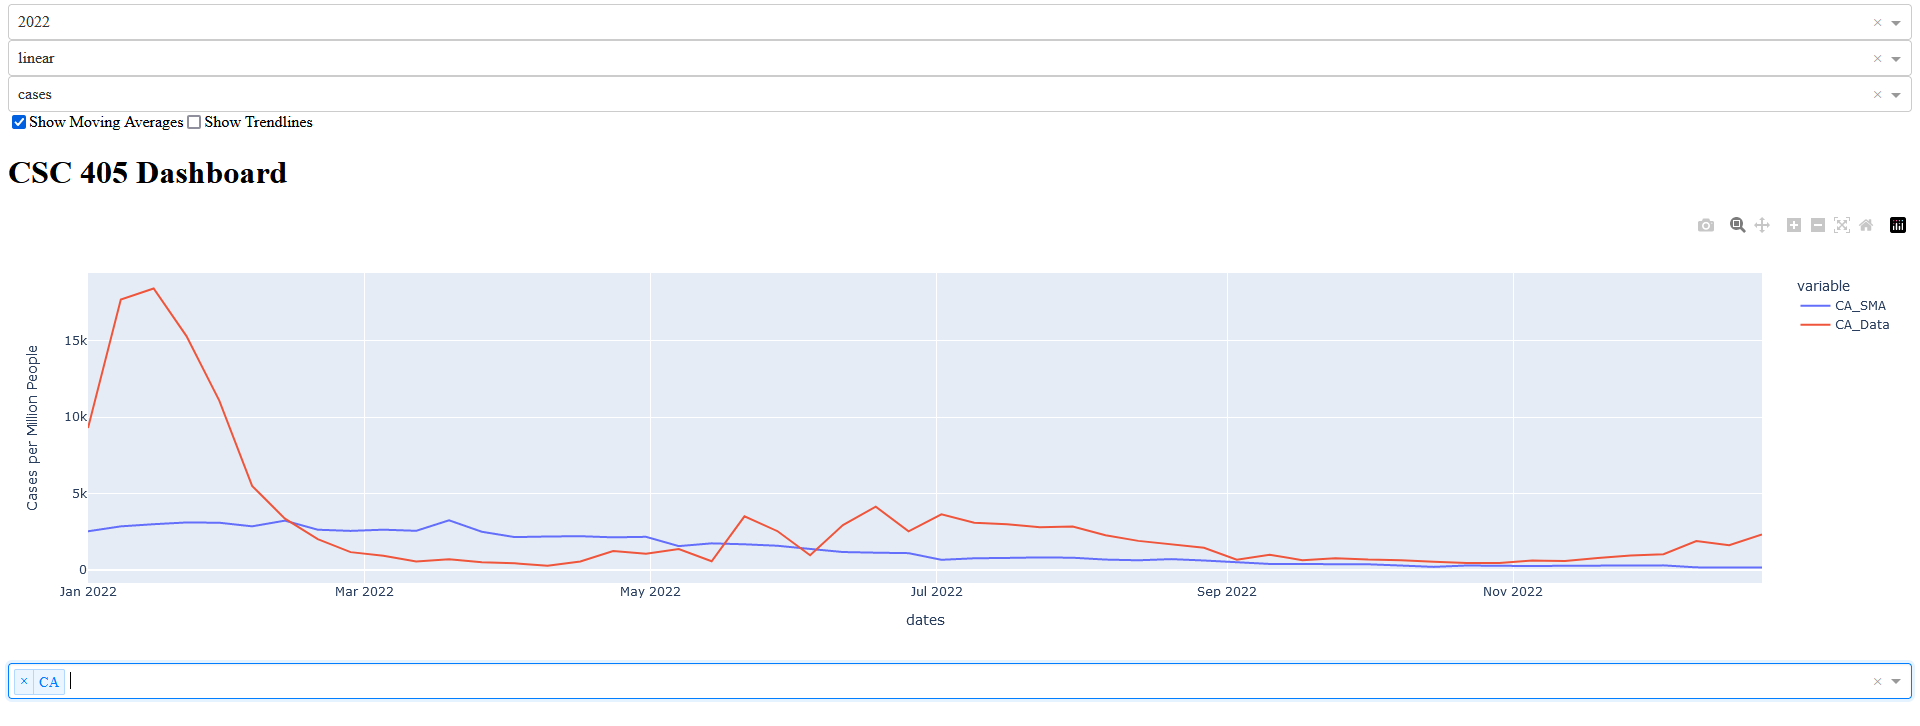 2022
linear
cases
Show Moving Averages Show Trendlines
CSC 405 Dashboard
variable
CA_SMA
CA_Data
Cases per Million People
15k
10k
5k
0
Jan 2022 Mar 2022 May 2022 Jul 2022 Sep 2022 Nov 2022
dates
× CA